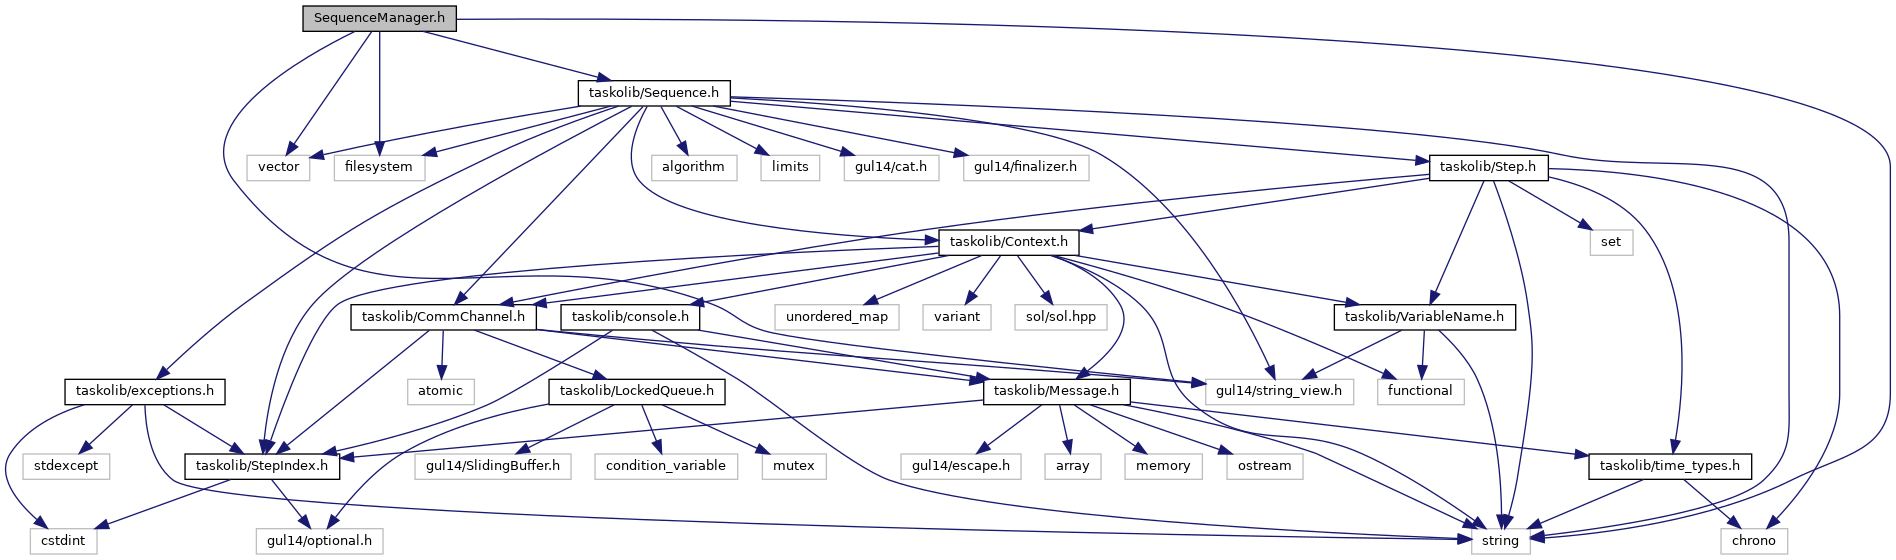 SequenceManager.h
taskolib/Sequence.h
vector
filesystem
algorithm
limits
gul14/cat.h
gul14/finalizer.h
taskolib/Step.h
taskolib/Context.h
set
taskolib/CommChannel.h
taskolib/console.h
unordered_map
variant
sol/sol.hpp
taskolib/VariableName.h
taskolib/exceptions.h
atomic
taskolib/LockedQueue.h
taskolib/Message.h
gul14/string_view.h
functional
stdexcept
taskolib/StepIndex.h
gul14/SlidingBuffer.h
condition_variable
mutex
gul14/escape.h
array
memory
ostream
taskolib/time_types.h
cstdint
gul14/optional.h
string
chrono